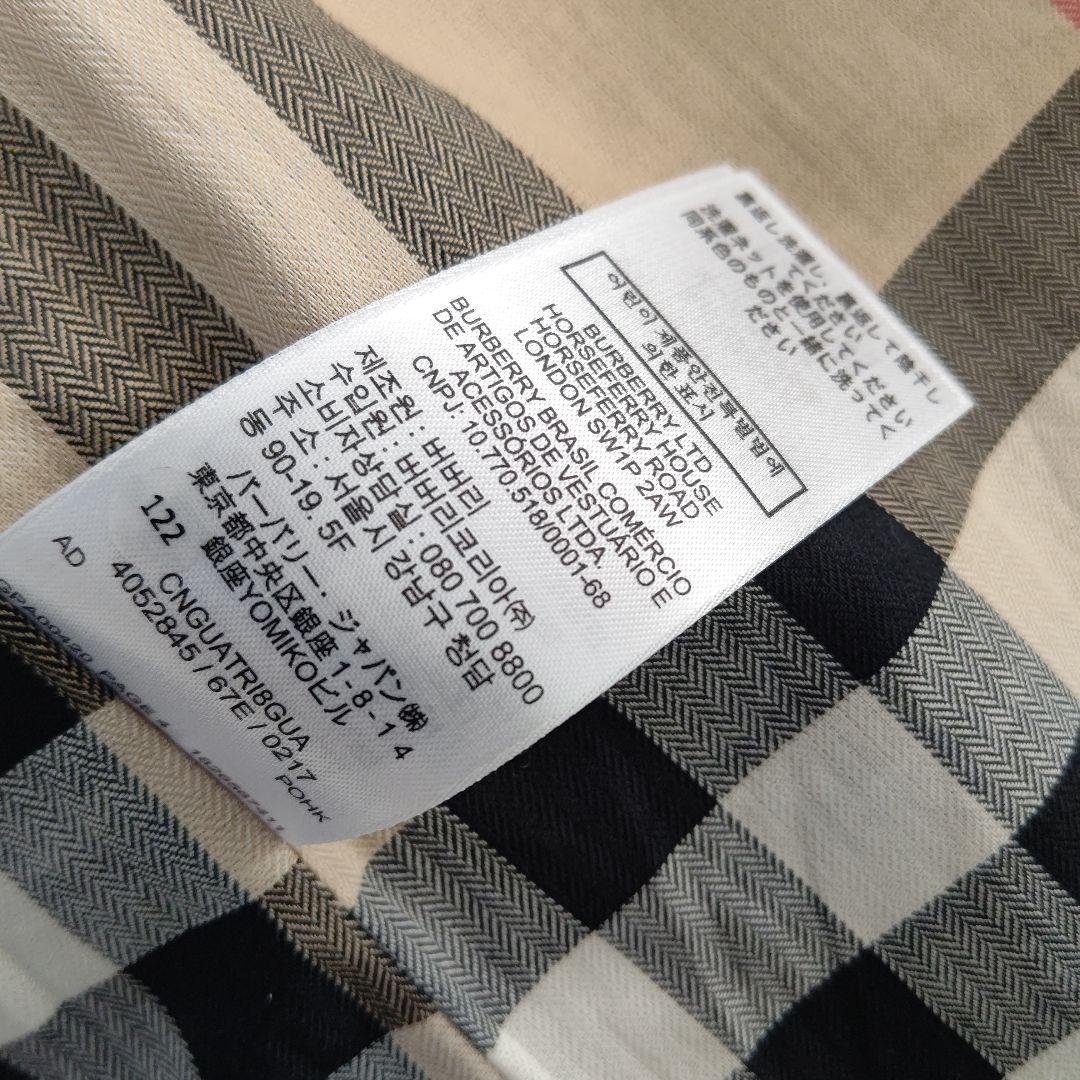 裏返し洗濯し、裏返して陰干し
てください
洗濯ネットを使用してください
同系色のものと一緒に洗ってく
ださい
어린이 제품안전특별법에
의한 표시
BURBERRY LTD
HORSEFERRY HOUSE
HORSEFERRY ROAD
LONDON SW1P 2AW
BURBERRY BRASIL COMÉRCIO
DE ARTIGOS DE VESTUÁRIO E
ACESSÓRIOS LTDA.
CNPJ: 10.770.518/0001-68
제조원 : 버버리
수입원 : 버버리코리아㈜
소비자상담실 : 080 700 8800
주 소 : 서울시 강남구 청담
동 90-19. 5F
バーバリー・ジャパン㈱
東京都中央区銀座 1 - 8 - 1 4
銀座YOMIKOビル
122 CNGUATRI8GUA
4052845 / 67E / 0217
AD
PAGE 4 POHK